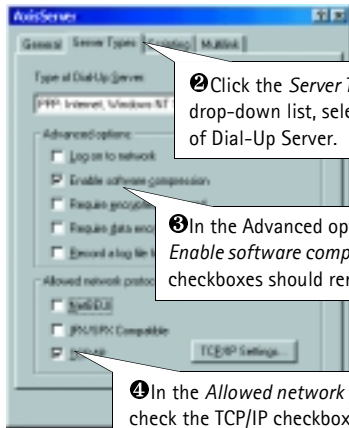 AxisServer
General Server Types Scripting Multilink
Type of Dial-Up Server:
PPP: Internet, Windows NT
❷Click the Server T
drop-down list, sele
of Dial-Up Server.
Advanced options:
Log on to network
Enable software compression
Require encrypted
Require data enc
Record a log file
❸In the Advanced op
Enable software comp
checkboxes should rem
Allowed network protoc
NetBEUI
IPX/SPX Compatible
TCP/IP
TCP/IP Settings...
❹In the Allowed network
check the TCP/IP checkbox